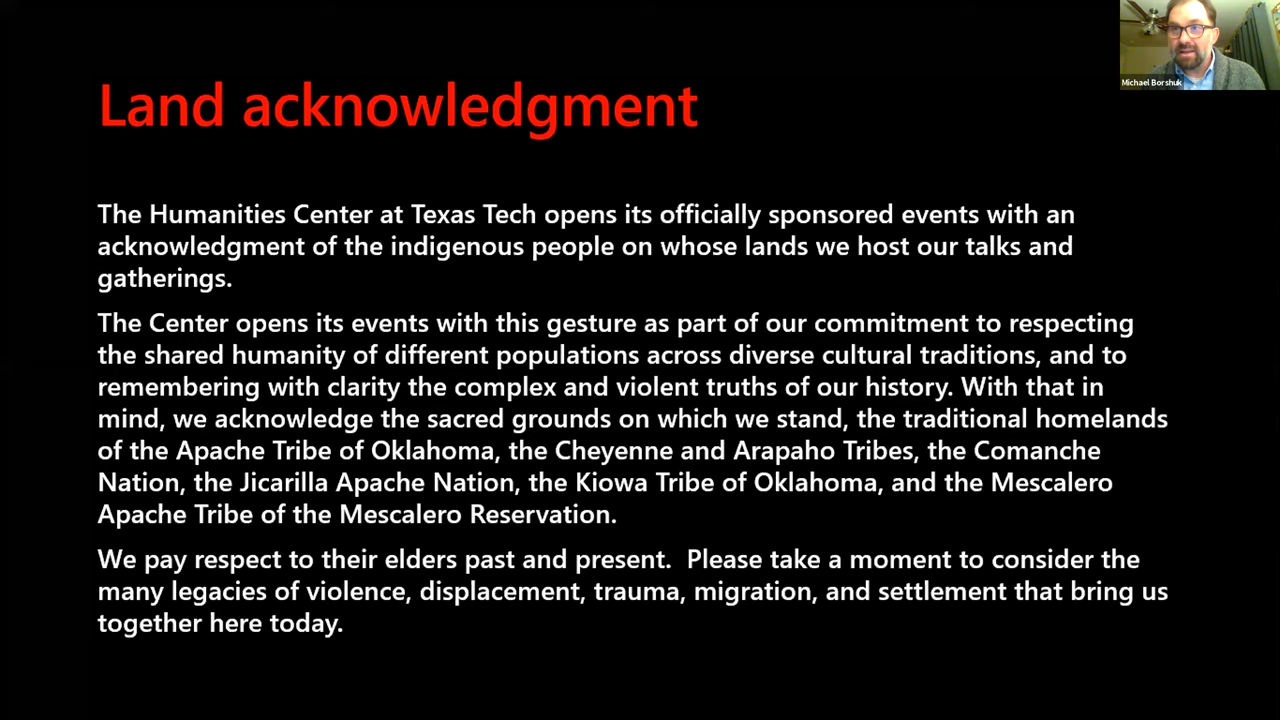 Michael Borshuk
Land acknowledgment
The Humanities Center at Texas Tech opens its officially sponsored events with an
acknowledgment of the indigenous people on whose lands we host our talks and
gatherings.
The Center opens its events with this gesture as part of our commitment to respecting
the shared humanity of different populations across diverse cultural traditions, and to
remembering with clarity the complex and violent truths of our history. With that in
mind, we acknowledge the sacred grounds on which we stand, the traditional homelands
of the Apache Tribe of Oklahoma, the Cheyenne and Arapaho Tribes, the Comanche
Nation, the Jicarilla Apache Nation, the Kiowa Tribe of Oklahoma, and the Mescalero
Apache Tribe of the Mescalero Reservation.
We pay respect to their elders past and present.  Please take a moment to consider the
many legacies of violence, displacement, trauma, migration, and settlement that bring us
together here today.